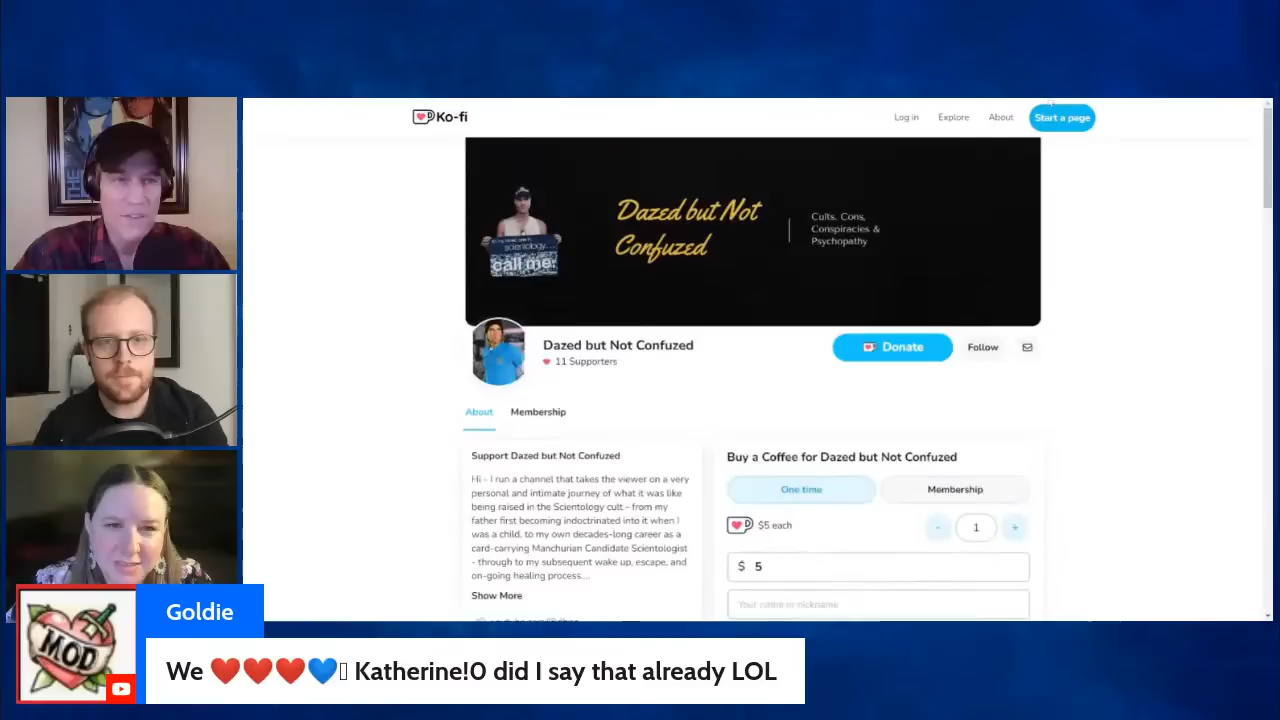 THE
Ko-fi
Log in
Explore
About
Start a page
scientology...
call me.
Dazed but Not
Confuzed
Cults, Cons,
Conspiracies &
Psychopathy
Dazed but Not Confuzed
11 Supporters
Donate
Follow
About
Membership
Support Dazed but Not Confuzed
Hi - I run a channel that takes the viewer on a very
personal and intimate journey of what it was like
being raised in the Scientology cult - from my
father first becoming indoctrinated into it when I
was a child, to my own decades-long career as a
card-carrying Manchurian Candidate Scientologist
- through to my subsequent wake up, escape, and
on-going healing process....
Show More
Buy a Coffee for Dazed but Not Confuzed
One time
Membership
$5 each
-
1
+
$ 5
Your name or nickname
MOD
Goldie
We ❤️❤️❤️💙 Katherine!0 did I say that already LOL